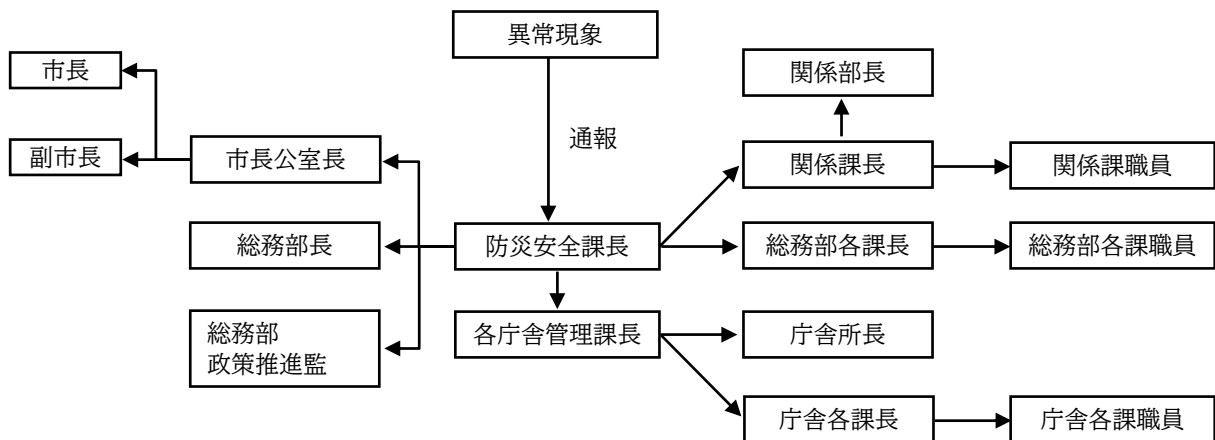 異常現象
市長
関係部長
通報
副市長
市長公室長
関係課長
関係課職員
総務部長
防災安全課長
総務部各課長
総務部各課職員
総務部
政策推進監
各庁舎管理課長
庁舎所長
庁舎各課長
庁舎各課職員